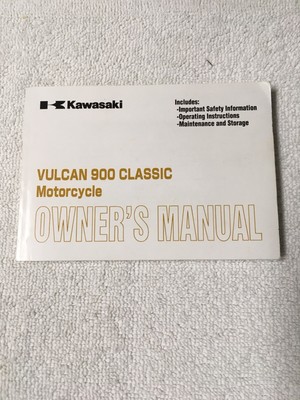 Kawasaki
Includes:
-Important Safety Information
-Operating Instructions
-Maintenance and Storage
VULCAN 900 CLASSIC
Motorcycle
OWNER'S MANUAL